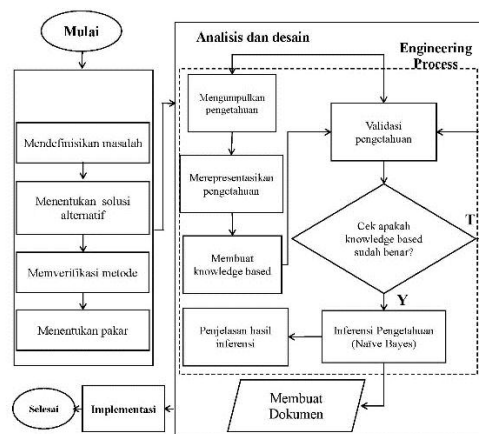 Mulai
Mendefinisikan masalah
Menentukan solusi
alternatif
Memverifikasi metode
Menentukan pakar
Analisis dan desain
Engineering
Process
Mengumpulkan
pengetahuan
Merepresentasikan
pengetahuan
Membuat
knowledge based
Validasi
pengetahuan
T
Cek apakah
knowledge based
sudah benar?
Y
Penjelasan hasil
inferensi
Inferensi Pengetahuan
(Naïve Bayes)
Membuat
Dokumen
Implementasi
Selesai